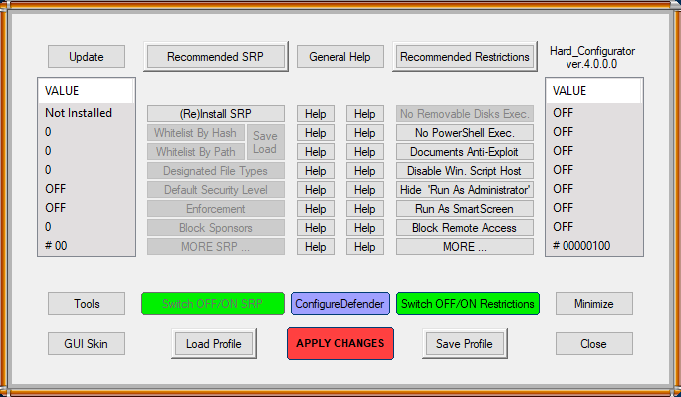 Update
Recommended SRP
General Help
Recommended Restrictions
Hard_Configurator
ver.4.0.0.0
VALUE
VALUE
Not Installed
(Re)Install SRP
Help
Help
No Removable Disks Exec.
OFF
0
Whitelist By Hash
Save
Load
Help
Help
No PowerShell Exec.
OFF
0
Whitelist By Path
Help
Help
Documents Anti-Exploit
OFF
0
Designated File Types
Help
Help
Disable Win. Script Host
OFF
OFF
Default Security Level
Help
Help
Hide 'Run As Administrator'
OFF
OFF
Enforcement
Help
Help
Run As SmartScreen
OFF
0
Block Sponsors
Help
Help
Block Remote Access
OFF
# 00
MORE SRP ...
Help
Help
MORE ...
# 00000100
Tools
Switch OFF/ON SRP
ConfigureDefender
Switch OFF/ON Restrictions
Minimize
GUI Skin
Load Profile
APPLY CHANGES
Save Profile
Close